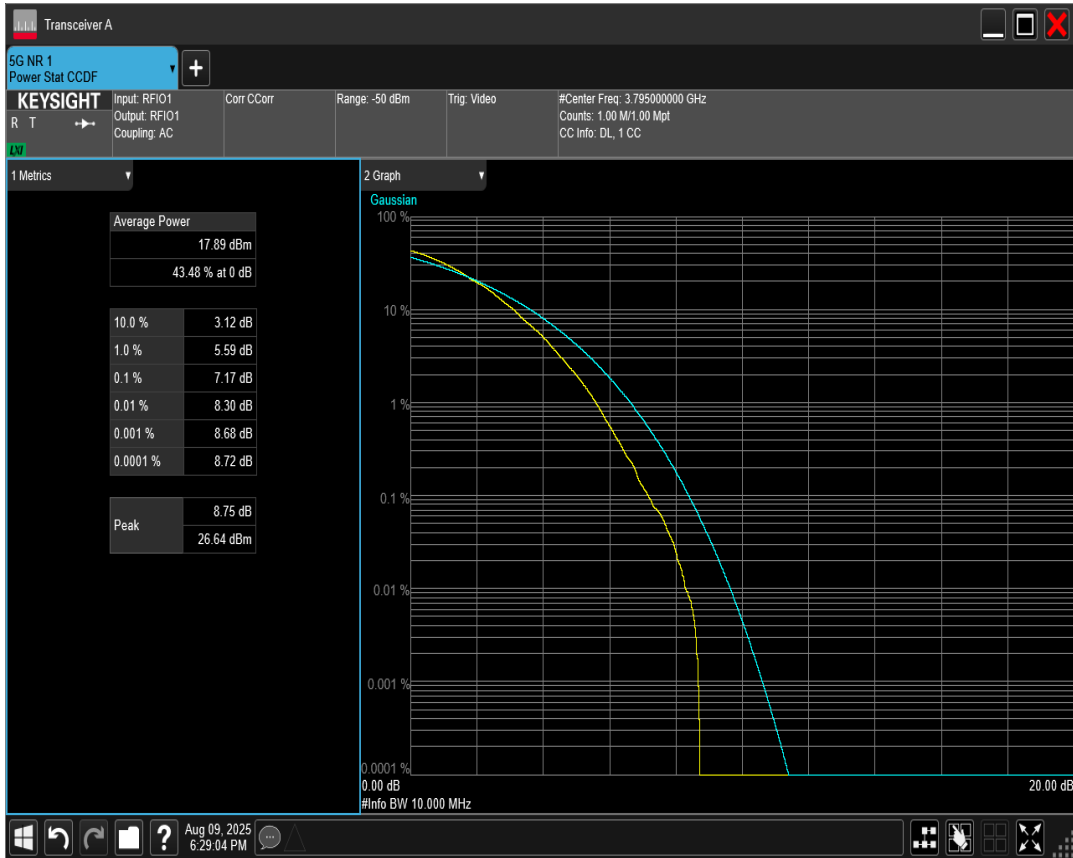 Transceiver A
5G NR 1
Power Stat CCDF
KEYSIGHT
R T
LXI
Input: RFIO1
Output: RFIO1
Coupling: AC
Corr CCorr
Range: -50 dBm
Trig: Video
#Center Freq: 3.795000000 GHz
Counts: 1.00 M/1.00 Mpt
CC Info: DL, 1 CC
1 Metrics
Average Power
17.89 dBm
43.48 % at 0 dB
10.0 % 3.12 dB
1.0 % 5.59 dB
0.1 % 7.17 dB
0.01 % 8.30 dB
0.001 % 8.68 dB
0.0001 % 8.72 dB
Peak
8.75 dB
26.64 dBm
2 Graph
Gaussian
100 %
10 %
1 %
0.1 %
0.01 %
0.001 %
0.0001 %
0.00 dB 20.00 dB
#Info BW 10.000 MHz
?
Aug 09, 2025
6:29:04 PM